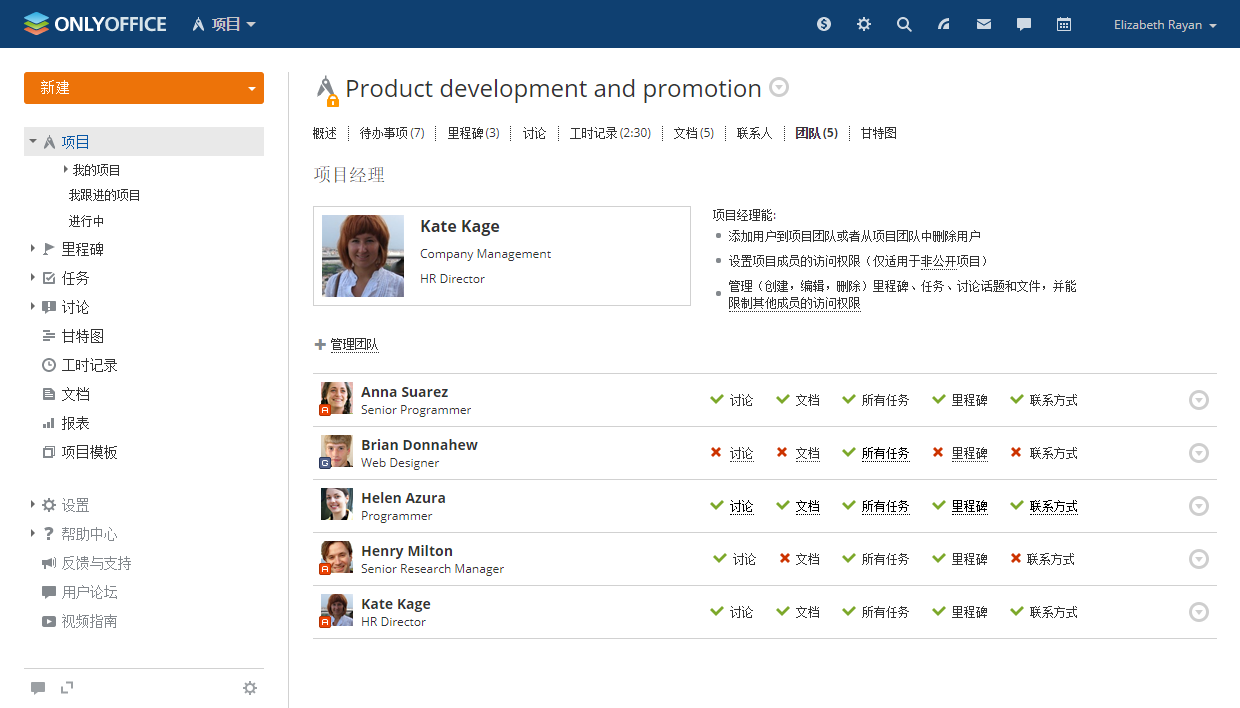 ONLYOFFICE 项目 Elizabeth Rayan
新建
项目
我的项目
我跟进的项目
进行中
里程碑
任务
讨论
甘特图
工时记录
文档
报表
项目模板
设置
帮助中心
反馈与支持
用户论坛
视频指南
Product development and promotion
概述 待办事项(7) 里程碑(3) 讨论 工时记录(2:30) 文档(5) 联系人 团队(5) 甘特图
项目经理
Kate Kage
Company Management
HR Director
项目经理能:
添加用户到项目团队或者从项目团队中删除用户
设置项目成员的访问权限（仅适用于非公开项目）
管理（创建，编辑，删除）里程碑、任务、讨论话题和文件，并能
限制其他成员的访问权限
管理团队
Anna Suarez
Senior Programmer
讨论 文档 所有任务 里程碑 联系方式
Brian Donnahew
Web Designer
讨论 文档 所有任务 里程碑 联系方式
Helen Azura
Programmer
讨论 文档 所有任务 里程碑 联系方式
Henry Milton
Senior Research Manager
讨论 文档 所有任务 里程碑 联系方式
Kate Kage
HR Director
讨论 文档 所有任务 里程碑 联系方式